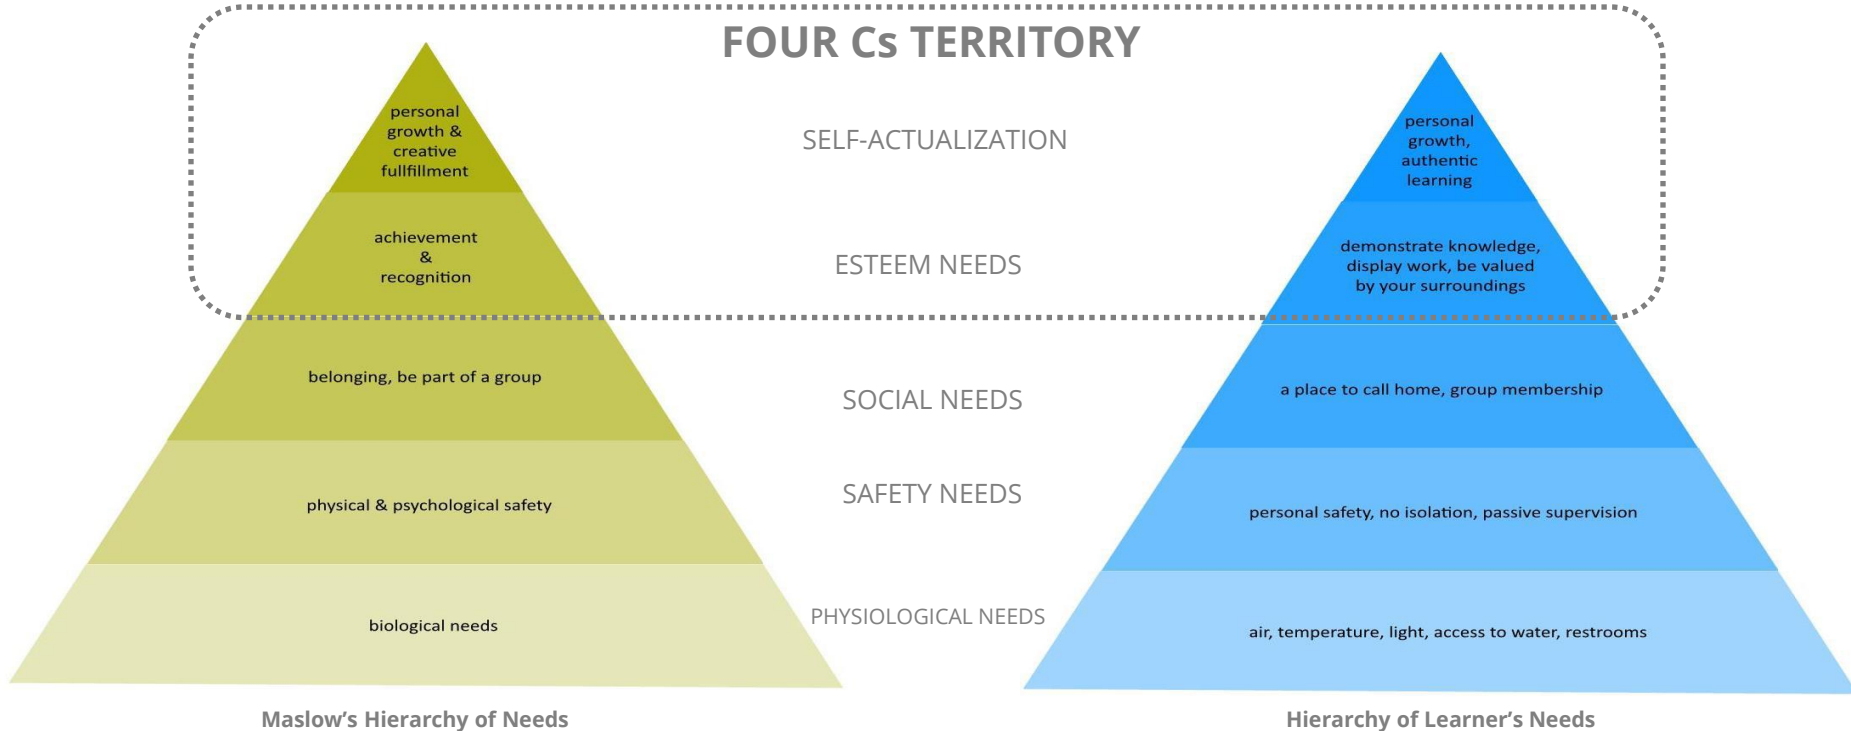 FOUR Cs TERRITORY
personal
growth &
creative
fullfillment
SELF-ACTUALIZATION
personal
growth,
authentic
learning
achievement
&
recognition
ESTEEM NEEDS
demonstrate knowledge,
display work, be valued
by your surroundings
belonging, be part of a group
SOCIAL NEEDS
a place to call home, group membership
physical & psychological safety
SAFETY NEEDS
personal safety, no isolation, passive supervision
biological needs
PHYSIOLOGICAL NEEDS
air, temperature, light, access to water, restrooms
Maslow’s Hierarchy of Needs
Hierarchy of Learner’s Needs